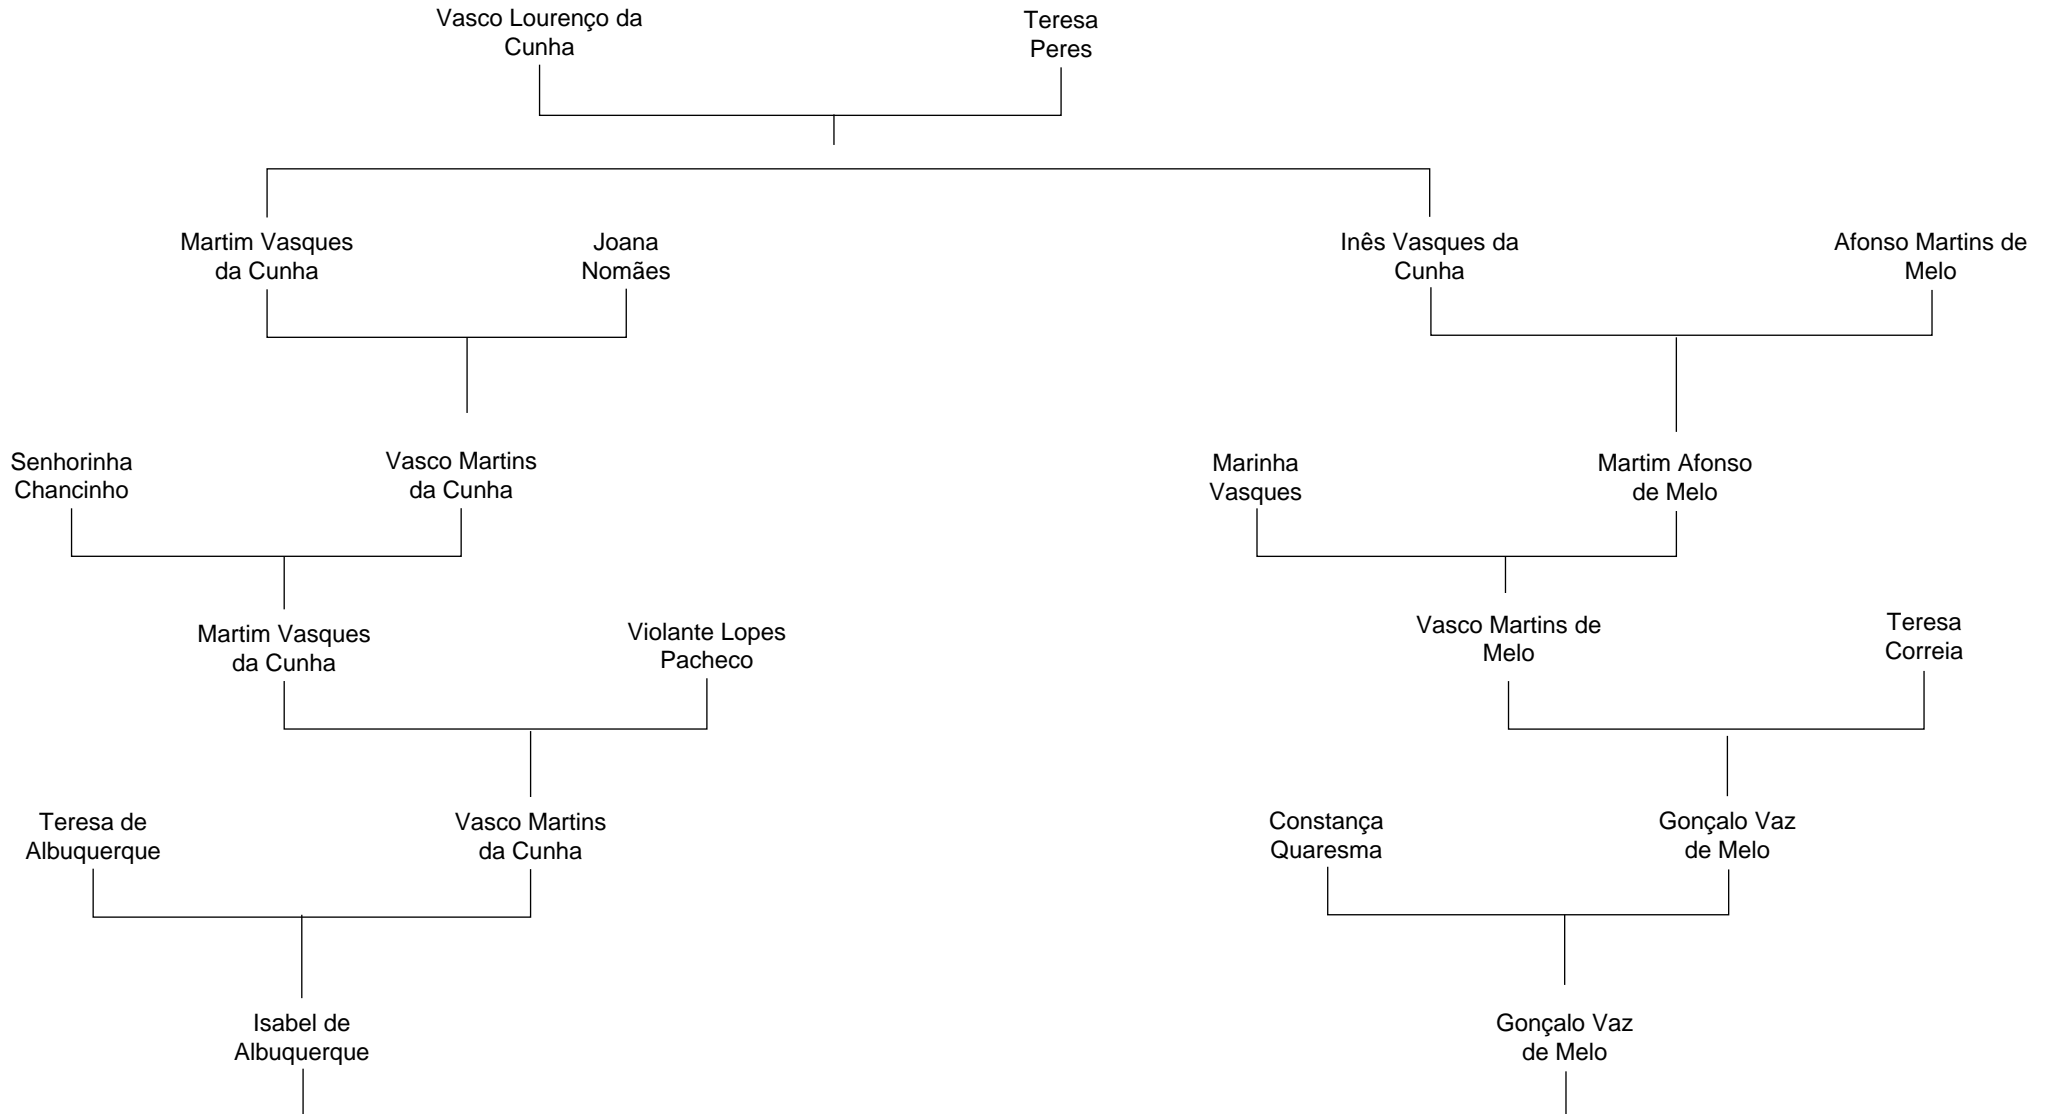 Vasco Lourenço da
Cunha
Teresa
Peres
Martim Vasques
da Cunha
Joana
Nomães
Inês Vasques da
Cunha
Afonso Martins de
Melo
Senhorinha
Chancinho
Vasco Martins
da Cunha
Marinha
Vasques
Martim Afonso
de Melo
Martim Vasques
da Cunha
Violante Lopes
Pacheco
Vasco Martins de
Melo
Teresa
Correia
Teresa de
Albuquerque
Vasco Martins
da Cunha
Constança
Quaresma
Gonçalo Vaz
de Melo
Isabel de
Albuquerque
Gonçalo Vaz
de Melo